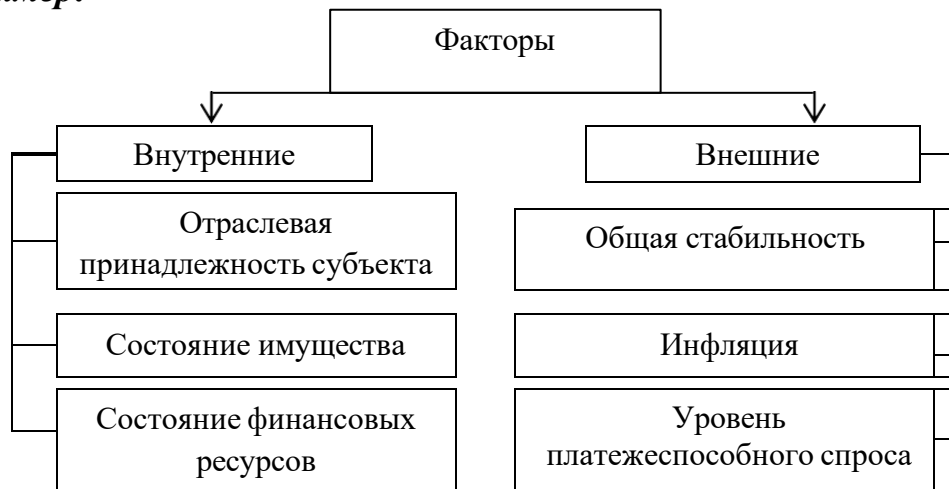 Факторы
Внутренние
Внешние
Отраслевая
принадлежность субъекта
Общая стабильность
Состояние имущества
Инфляция
Состояние финансовых
ресурсов
Уровень
платежеспособного спроса